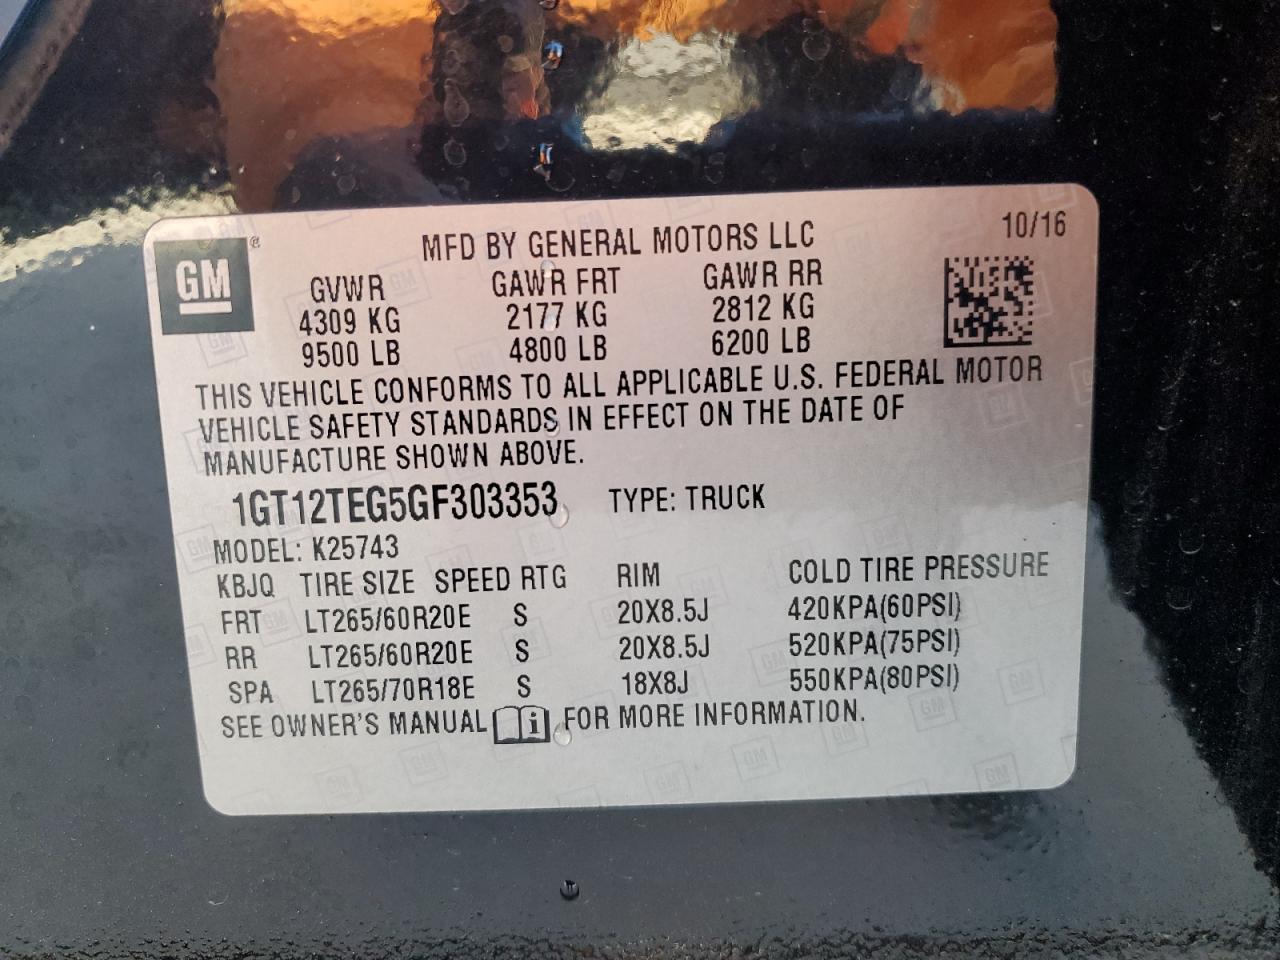 GM ®
MFD BY GENERAL MOTORS LLC 10/16
GVWR GAWR FRT GAWR RR
4309 KG 2177 KG 2812 KG
9500 LB 4800 LB 6200 LB
THIS VEHICLE CONFORMS TO ALL APPLICABLE U.S. FEDERAL MOTOR
VEHICLE SAFETY STANDARDS IN EFFECT ON THE DATE OF
MANUFACTURE SHOWN ABOVE.
1GT12TEG5GF303353 TYPE: TRUCK
MODEL: K25743
KBJQ TIRE SIZE SPEED RTG RIM COLD TIRE PRESSURE
FRT LT265/60R20E S 20X8.5J 420KPA(60PSI)
RR LT265/60R20E S 20X8.5J 520KPA(75PSI)
SPA LT265/70R18E S 18X8J 550KPA(80PSI)
SEE OWNER'S MANUAL i FOR MORE INFORMATION.